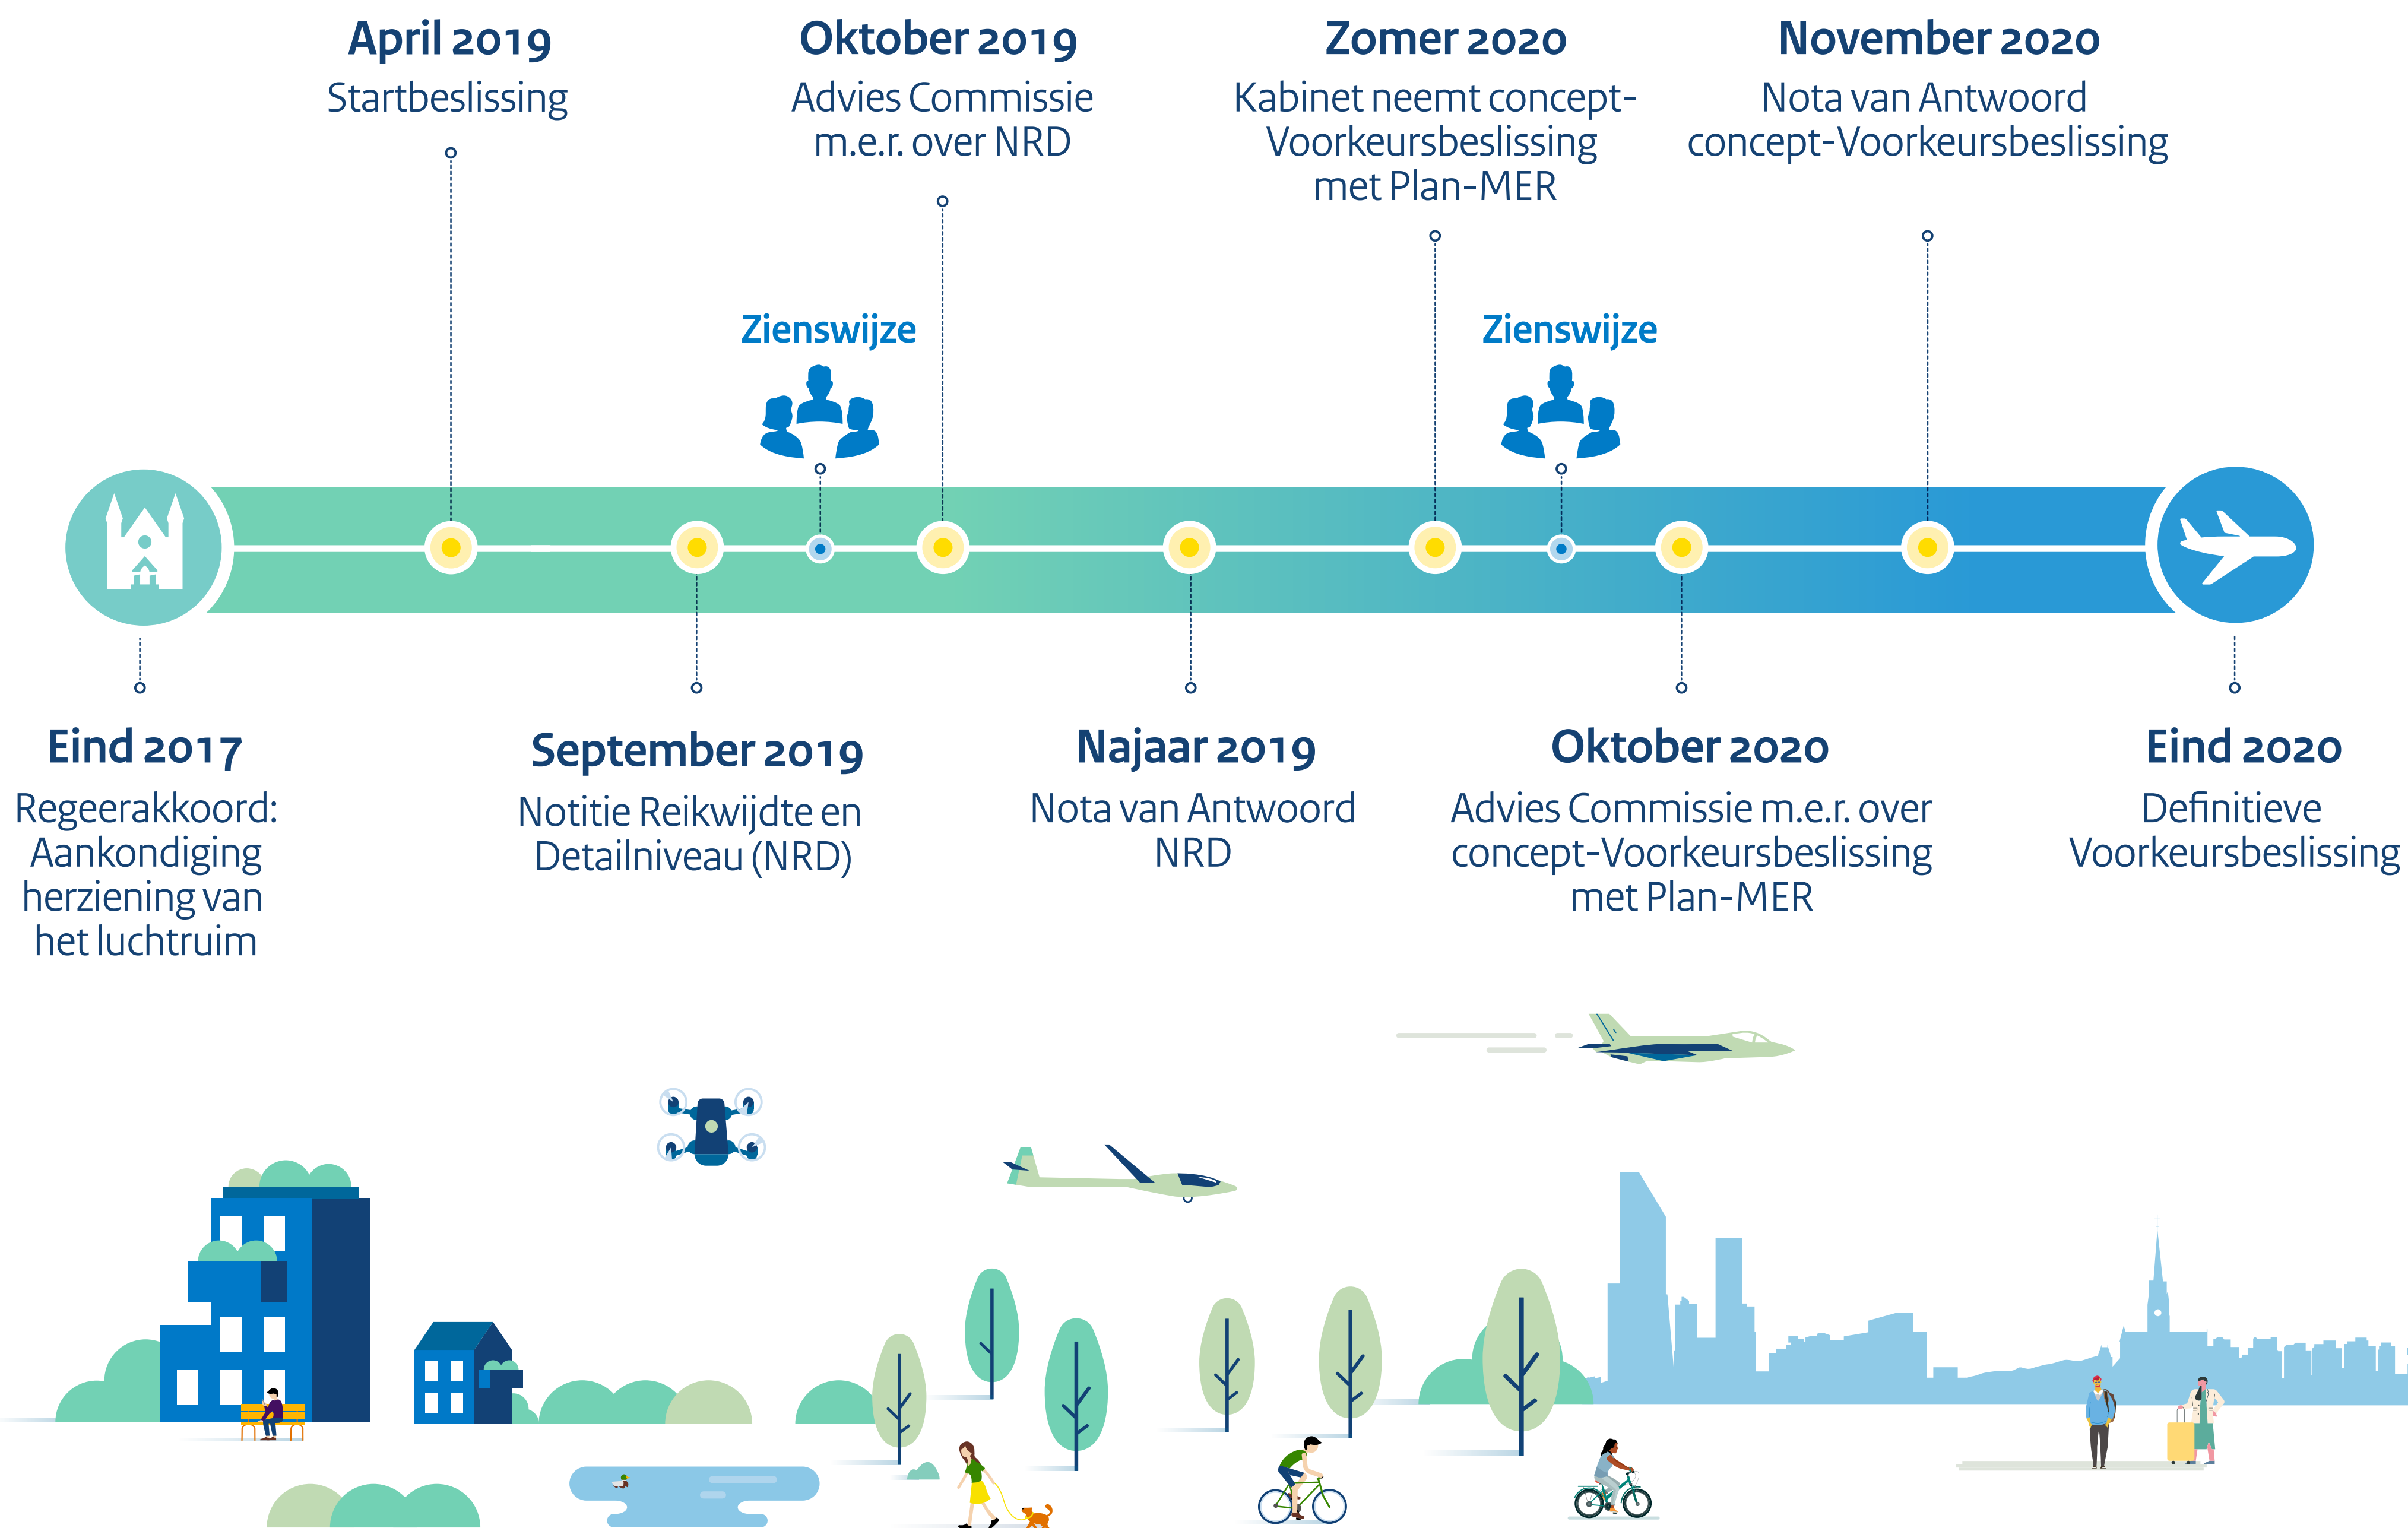 April 2019
Startbeslissing
Oktober 2019
Advies Commissie
m.e.r. over NRD
Zomer 2020
Kabinet neemt concept-
Voorkeursbeslissing
met Plan-MER
November 2020
Nota van Antwoord
concept-Voorkeursbeslissing
Zienswijze
Zienswijze
Eind 2017
Regeerakkoord:
Aankondiging
herziening van
het luchtruim
September 2019
Notitie Reikwijdte en
Detailniveau (NRD)
Najaar 2019
Nota van Antwoord
NRD
Oktober 2020
Advies Commissie m.e.r. over
concept-Voorkeursbeslissing
met Plan-MER
Eind 2020
Definitieve
Voorkeursbeslissing